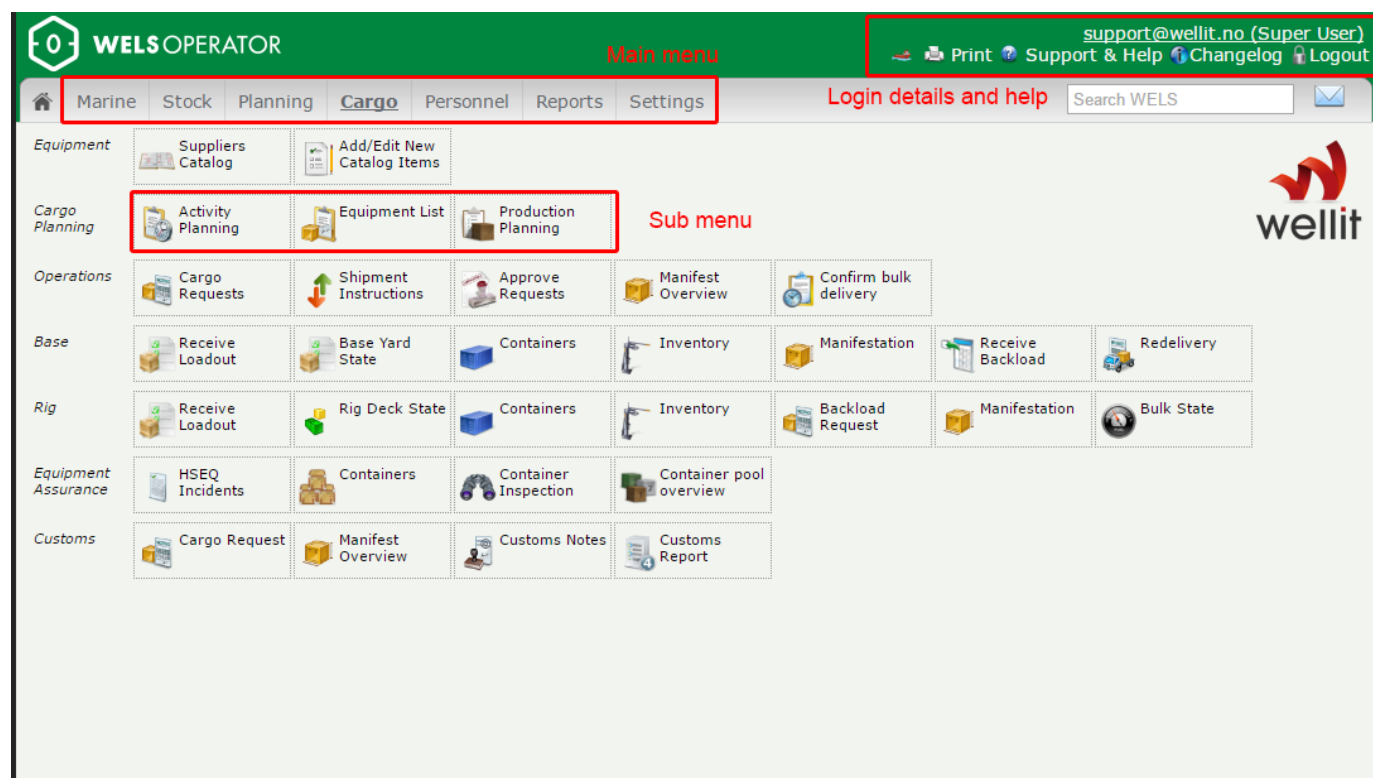 WELSOPERATOR
Main menu
support@wellit.no (Super User)
Print Support & Help Changelog Logout
Marine Stock Planning Cargo Personnel Reports Settings
Login details and help
Search WELS
Equipment
Suppliers
Catalog
Add/Edit New
Catalog Items
wellit
Cargo
Planning
Activity
Planning
Equipment List
Production
Planning
Sub menu
Operations
Cargo
Requests
Shipment
Instructions
Approve
Requests
Manifest
Overview
Confirm bulk
delivery
Base
Receive
Loadout
Base Yard
State
Containers
Inventory
Manifestation
Receive
Backload
Redelivery
Rig
Receive
Loadout
Rig Deck State
Containers
Inventory
Backload
Request
Manifestation
Bulk State
Equipment
Assurance
HSEQ
Incidents
Containers
Container
Inspection
Container pool
overview
Customs
Cargo Request
Manifest
Overview
Customs Notes
Customs
Report